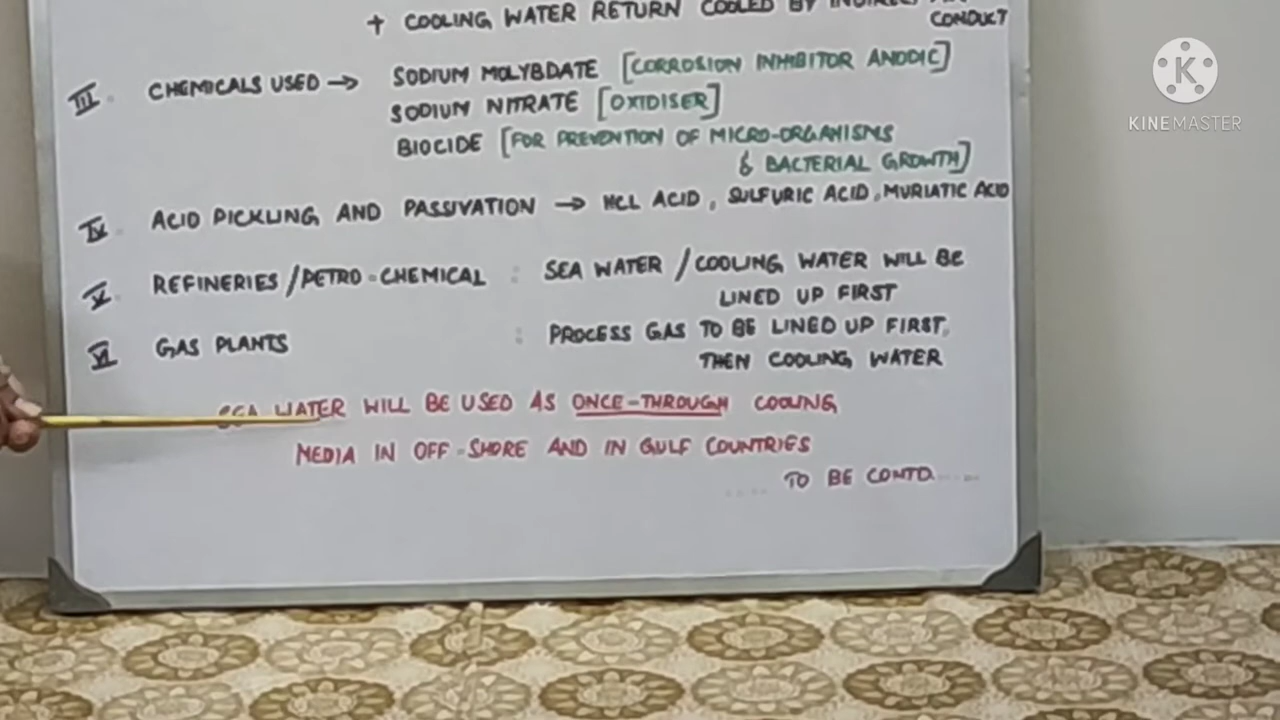 + COOLING WATER RETURN COOLED BY
CONDUCT
III. CHEMICALS USED → SODIUM MOLYBDATE [CORROSION INHIBITOR ANODIC]
SODIUM NITRATE [OXIDISER]
BIOCIDE [FOR PREVENTION OF MICRO-ORGANISMS
& BACTERIAL GROWTH]
IV. ACID PICKLING AND PASSIVATION → HCL ACID, SULFURIC ACID, MURIATIC ACID
V. REFINERIES/PETRO-CHEMICAL : SEA WATER/COOLING WATER WILL BE
LINED UP FIRST
VI GAS PLANTS : PROCESS GAS TO BE LINED UP FIRST,
THEN COOLING WATER
SEA WATER WILL BE USED AS ONCE-THROUGH COOLING
MEDIA IN OFF-SHORE AND IN GULF COUNTRIES
.... TO BE CONTD.....
KINEMASTER